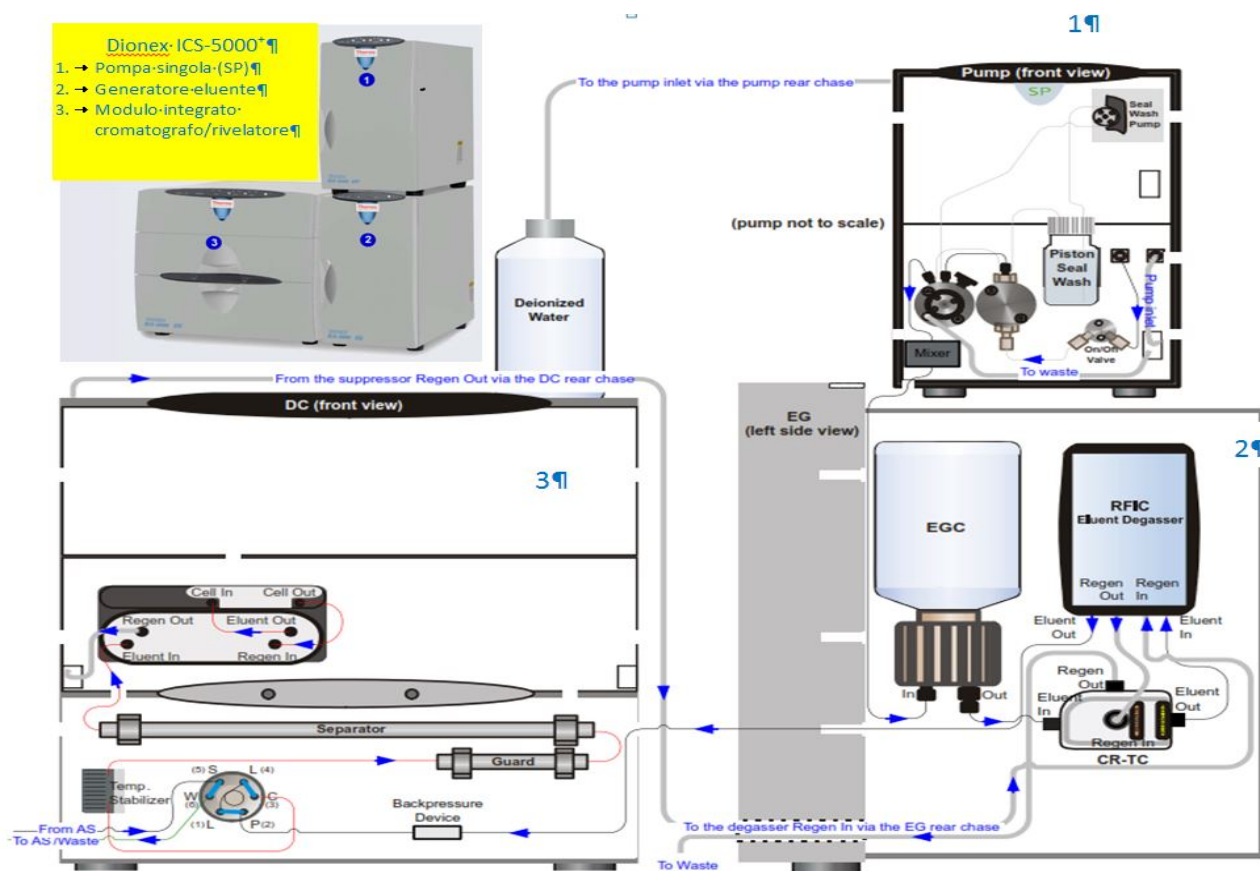 Dionex·ICS-5000⁺¶
1. → Pompa·singola·(SP)¶
2. → Generatore·eluente¶
3. → Modulo·integrato·
cromatografo/rivelatore¶
Thermo
1
Thermo
3
Thermo
2
1¶
To the pump inlet via the pump rear chase
Pump (front view)
SP
Seal
Wash
Pump
(pump not to scale)
Piston
Seal
Wash
Pump inlet
Mixer
On/Off
Valve
To waste
Deionized
Water
From the suppressor Regen Out via the DC rear chase
DC (front view)
3¶
Cell In
Cell Out
Regen Out
Eluent Out
Eluent In
Regen In
Separator
Guard
Temp.
Stabilizer
(5) S
L (4)
W
(6)
C
(3)
(1) L
P (2)
Backpressure
Device
From AS
To AS/Waste
EG
(left side view)
2¶
EGC
In
Out
RFIC
Eluent Degasser
Regen
Out
Regen
In
Eluent
Out
Eluent
In
Regen
Out
Eluent
In
Eluent
Out
Regen In
CR-TC
To the degasser Regen In via the EG rear chase
To Waste